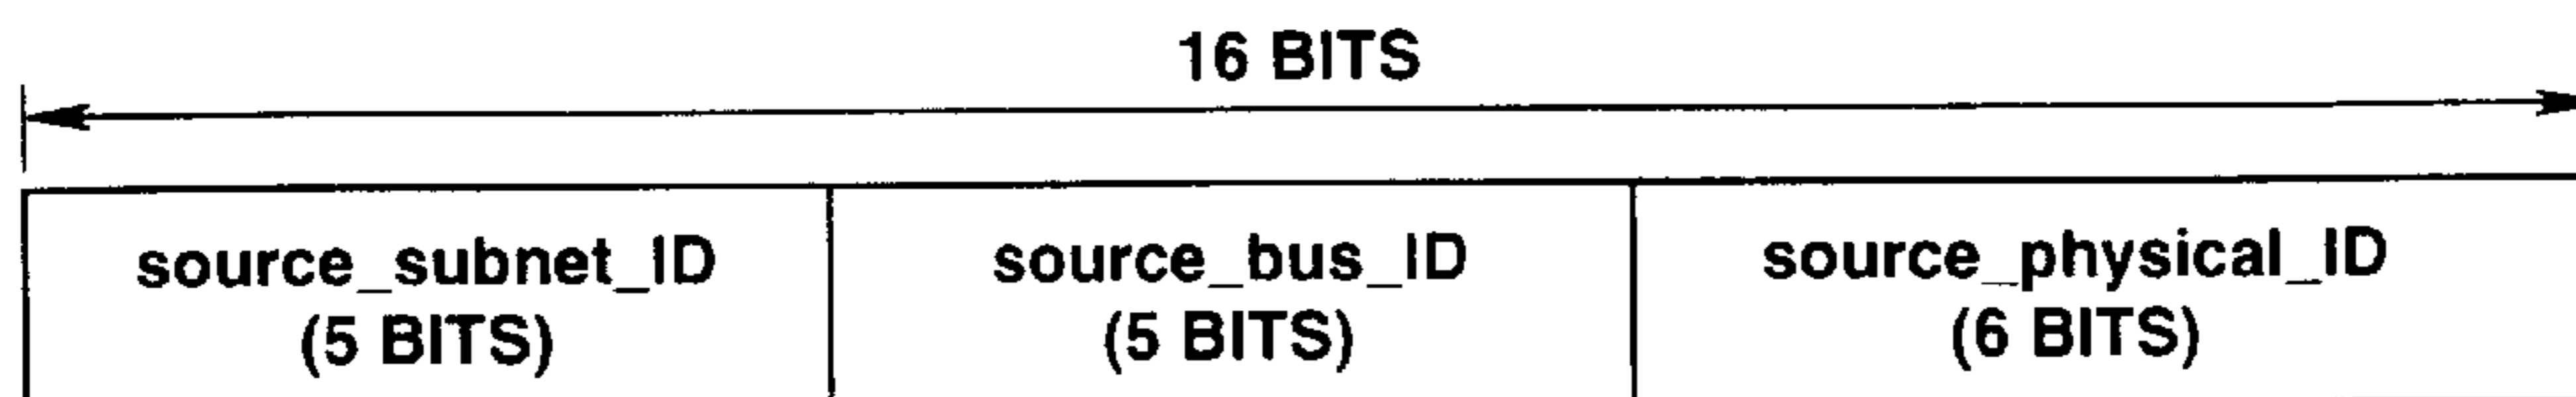 16 BITS
source_subnet_ID source_bus_ID source_physical_ID
(5 BITS) (5 BITS) (6 BITS)